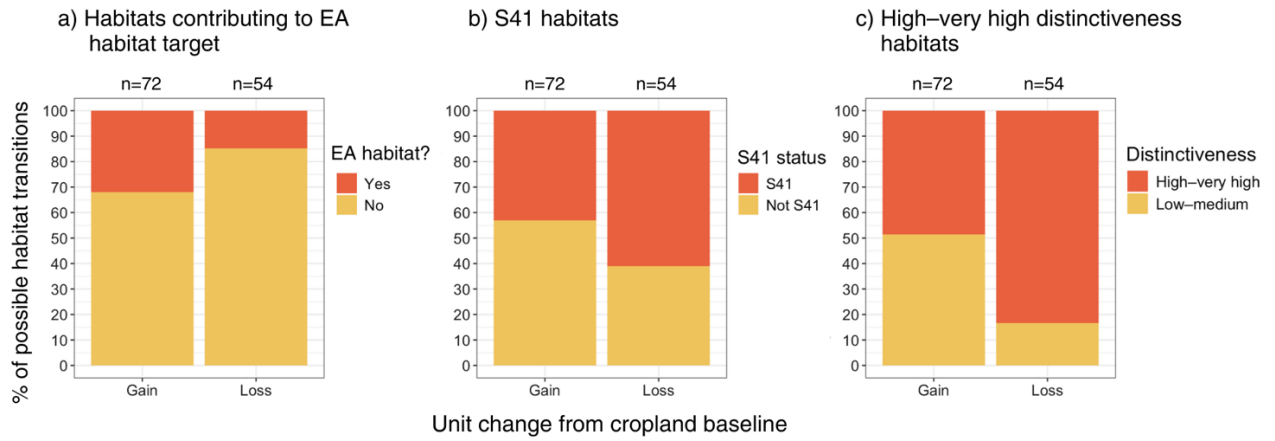 a) Habitats contributing to EA
habitat target
n=72 n=54
% of possible habitat transitions
100
90
80
70
60
50
40
30
20
10
0
Gain Loss
EA habitat?
Yes
No
b) S41 habitats
n=72 n=54
100
90
80
70
60
50
40
30
20
10
0
Gain Loss
S41 status
S41
Not S41
c) High–very high distinctiveness
habitats
n=72 n=54
100
90
80
70
60
50
40
30
20
10
0
Gain Loss
Distinctiveness
High–very high
Low–medium
Unit change from cropland baseline